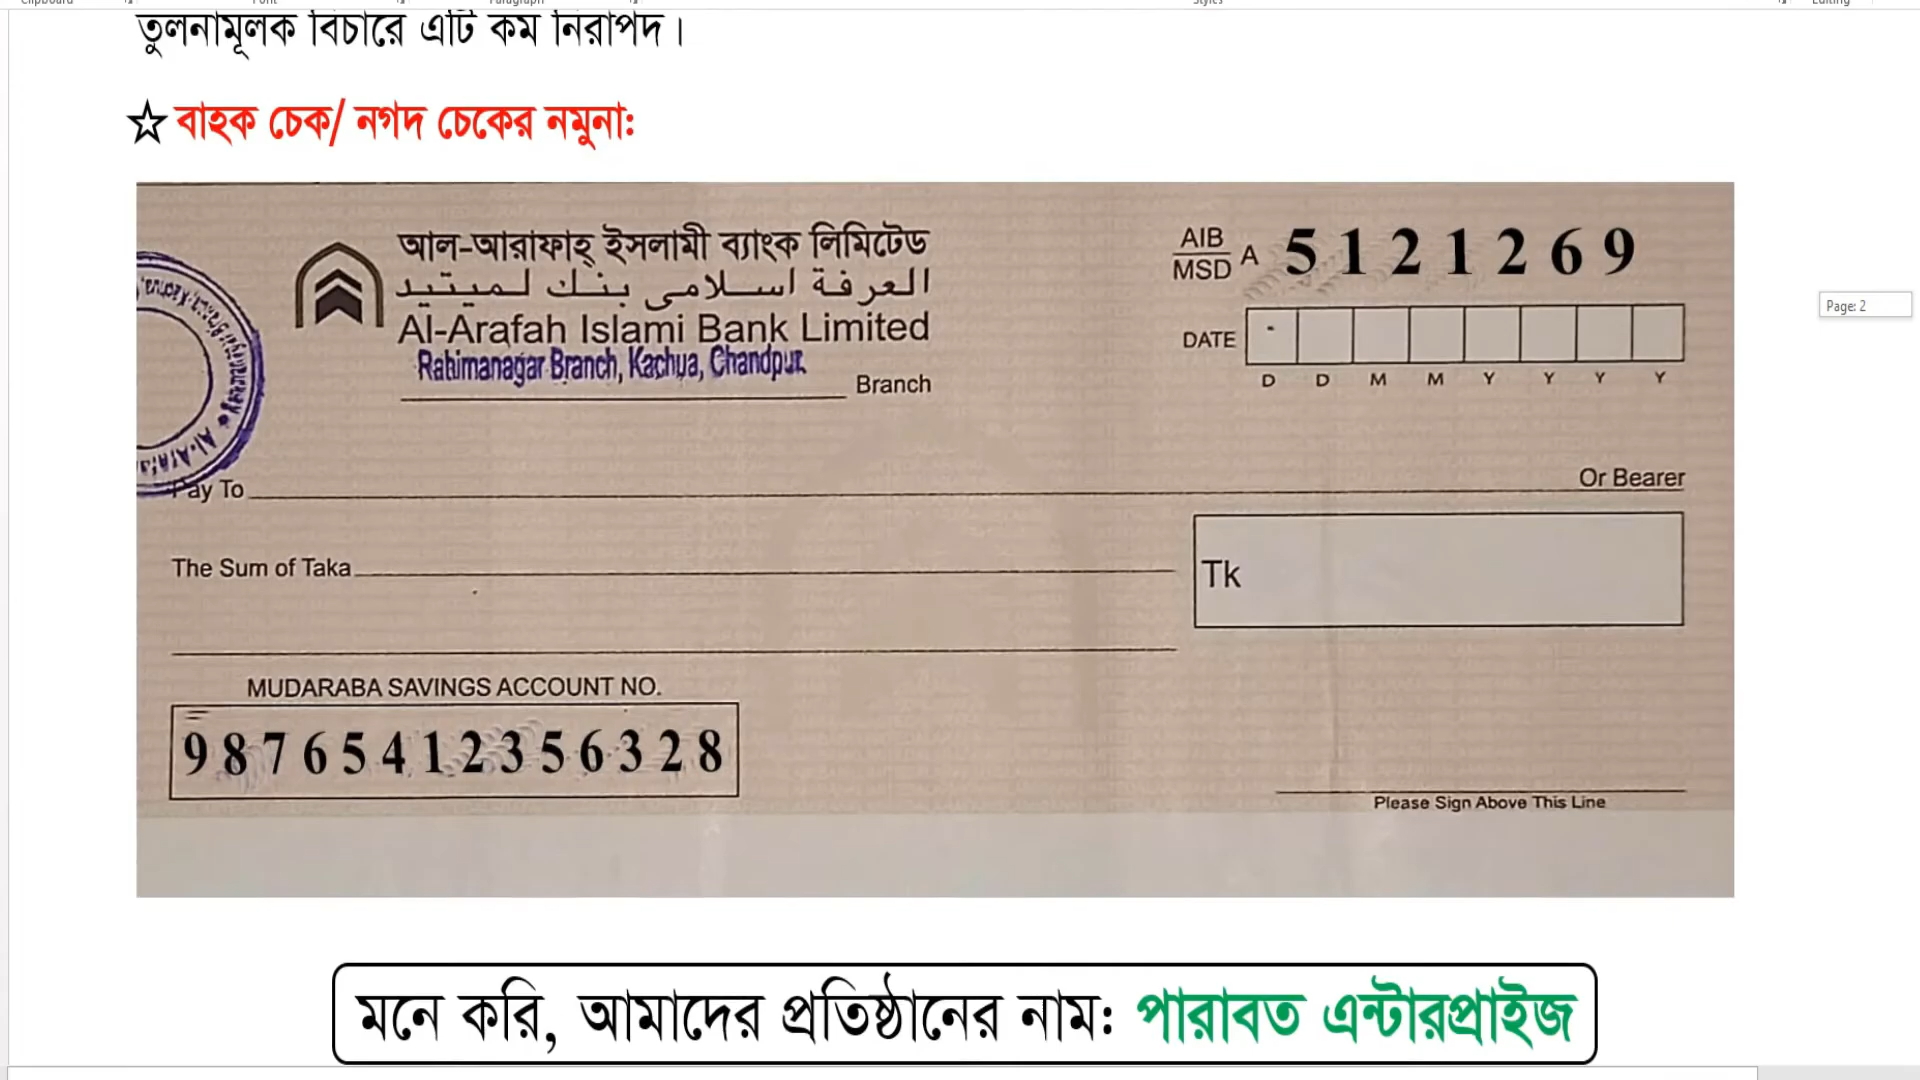 তুলনামূলক বিচারে এটি কম নিরাপদ।
☆ বাহক চেক/ নগদ চেকের নমুনা:
আল-আরাফাহ্ ইসলামী ব্যাংক লিমিটেড
العرفة اسلامى بنك لميتيد
Al-Arafah Islami Bank Limited
Rahimanagar Branch, Kachua, Chandpur.
Branch
AIB
MSD A 5121269
DATE
D D M M Y Y Y Y
Page: 2
Pay To
Or Bearer
The Sum of Taka
Tk
MUDARABA SAVINGS ACCOUNT NO.
98765412356328
Please Sign Above This Line
মনে করি, আমাদের প্রতিষ্ঠানের নাম: পারাবত এন্টারপ্রাইজ